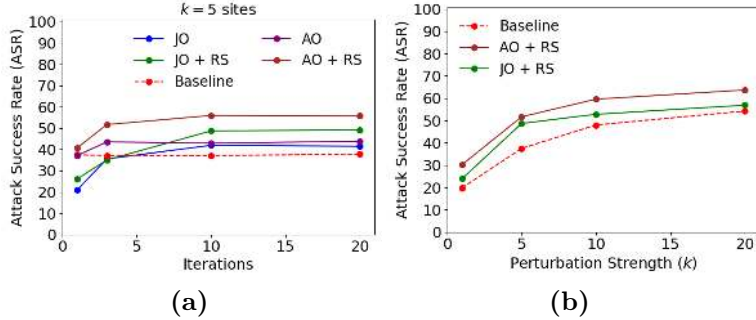 k = 5 sites
100
90
80
70
60
50
40
30
20
10
0
Attack Success Rate (ASR)
JO
JO + RS
Baseline
AO
AO + RS
0
5
10
15
20
Iterations
(a)
100
90
80
70
60
50
40
30
20
10
0
Attack Success Rate (ASR)
Baseline
AO + RS
JO + RS
0
5
10
15
20
Perturbation Strength (k)
(b)